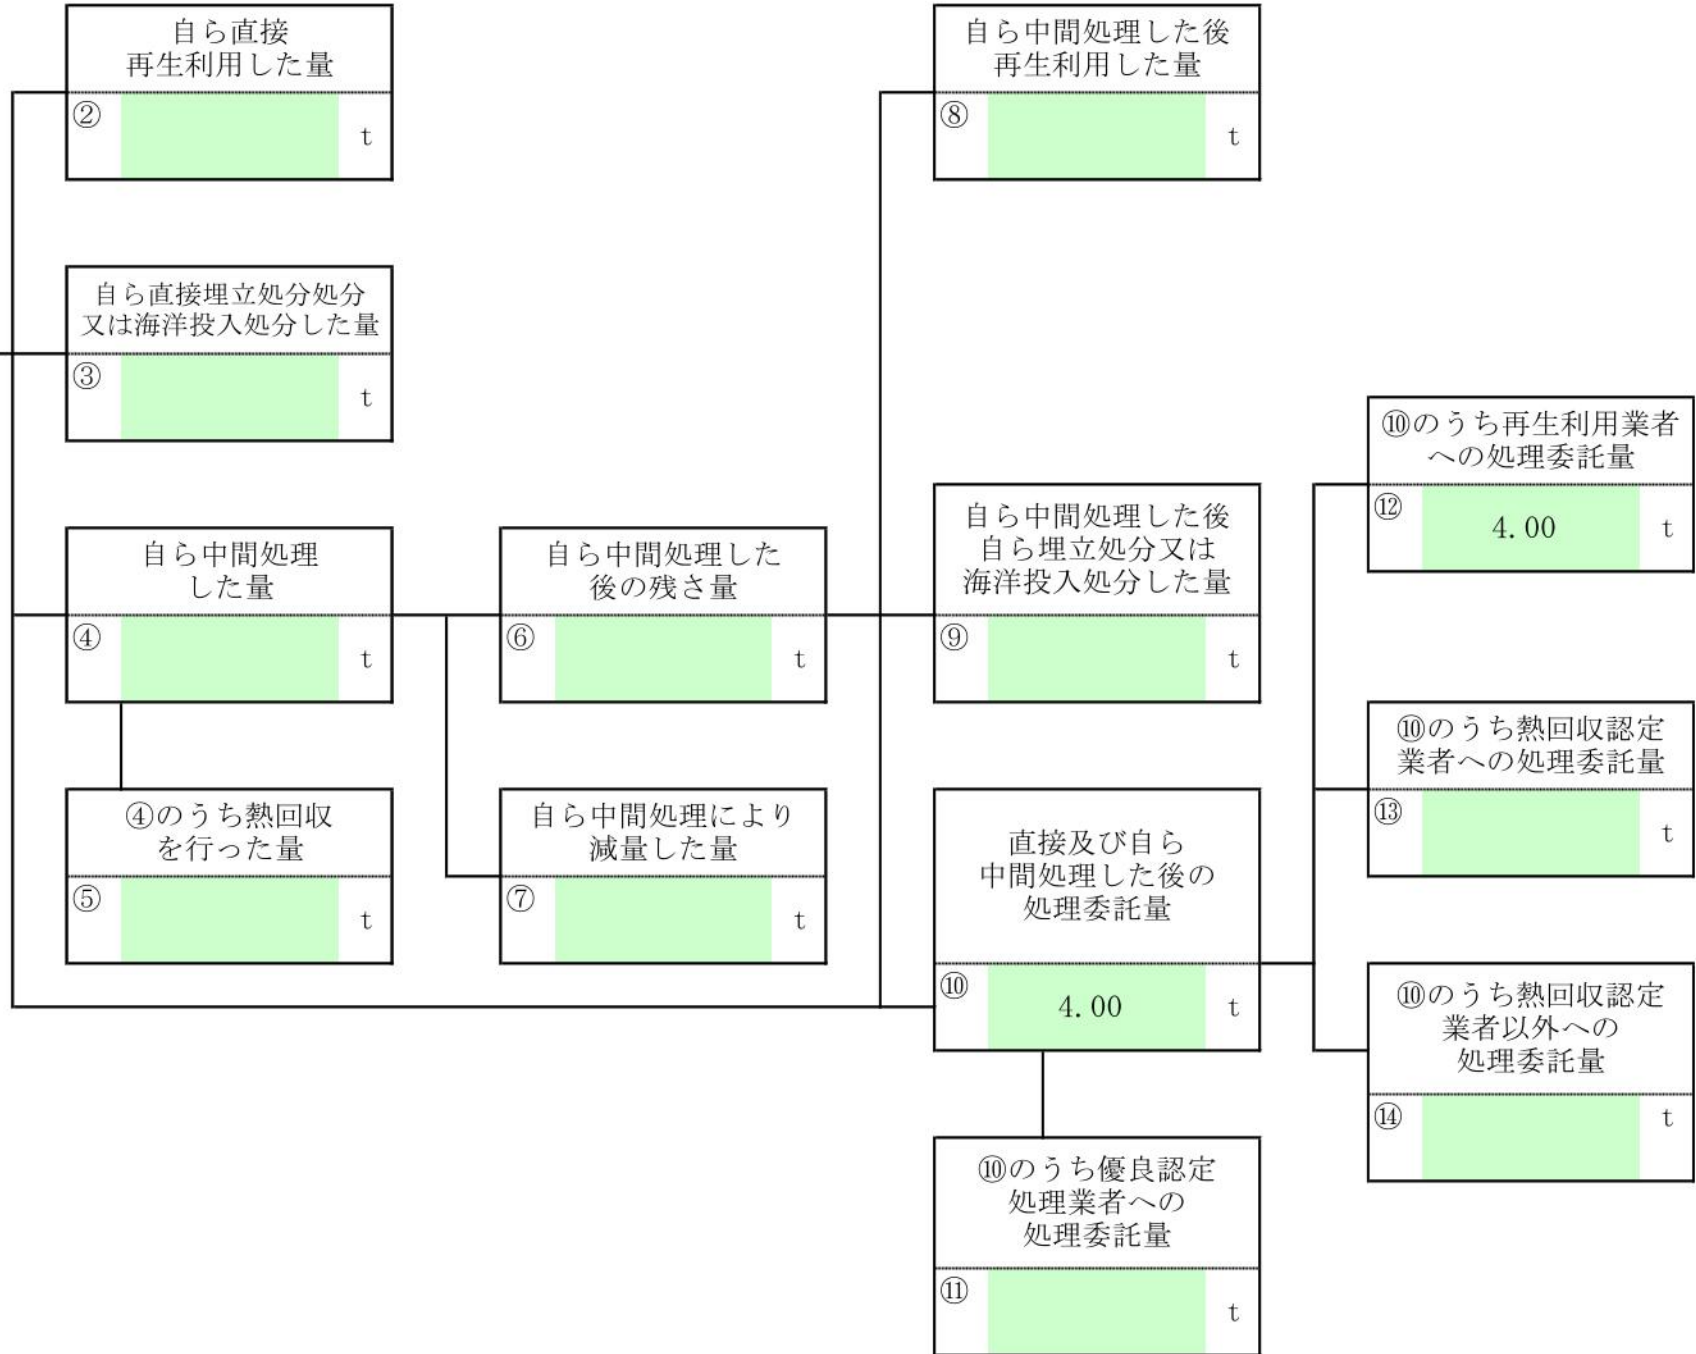 自ら直接
再生利用した量
②
t
自ら中間処理した後
再生利用した量
⑧
t
自ら直接埋立処分処分
又は海洋投入処分した量
③
t
⑩のうち再生利用業者
への処理委託量
⑫
4.00
t
自ら中間処理
した量
④
t
自ら中間処理した
後の残さ量
⑥
t
自ら中間処理した後
自ら埋立処分又は
海洋投入処分した量
⑨
t
⑩のうち熱回収認定
業者への処理委託量
⑬
t
④のうち熱回収
を行った量
⑤
t
自ら中間処理により
減量した量
⑦
t
直接及び自ら
中間処理した後の
処理委託量
⑩
4.00
t
⑩のうち熱回収認定
業者以外への
処理委託量
⑭
t
⑩のうち優良認定
処理業者への
処理委託量
⑪
t